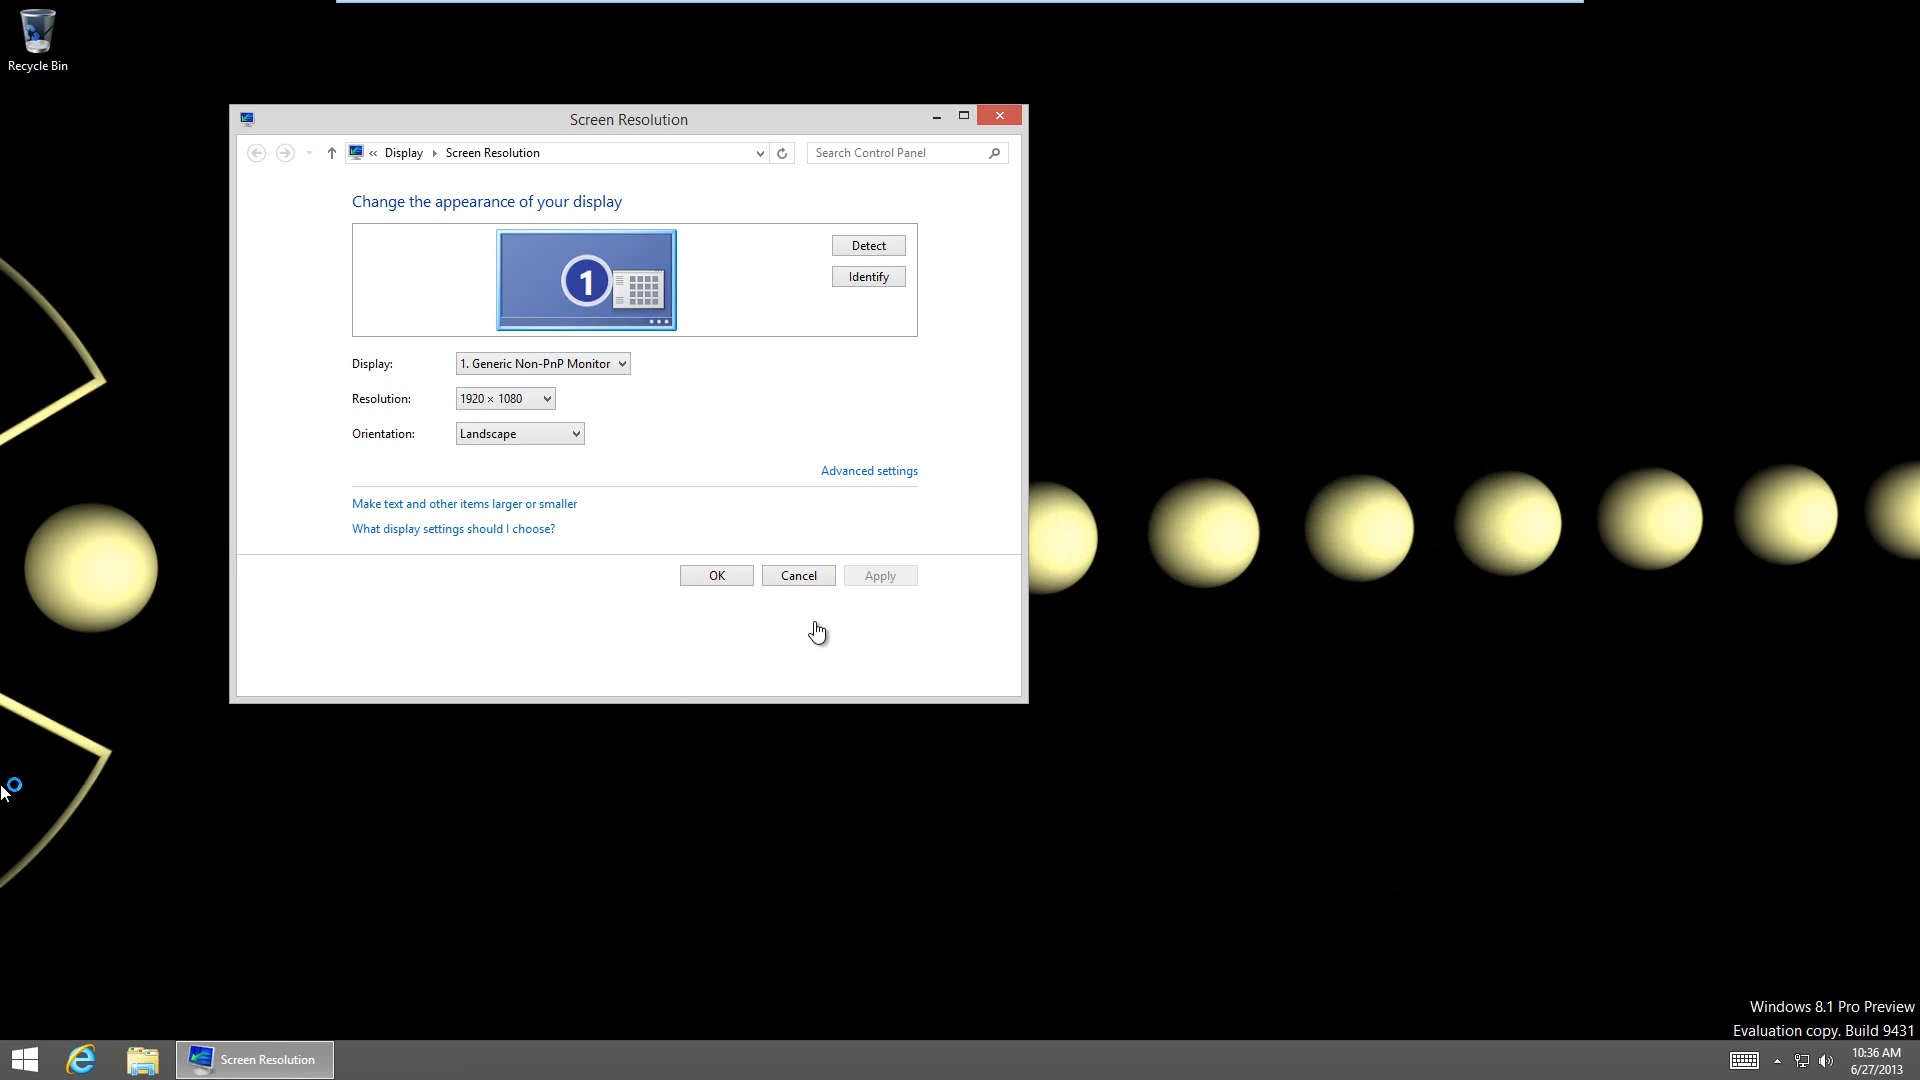 Recycle Bin
Screen Resolution
« Display Screen Resolution
Search Control Panel
Change the appearance of your display
1
Detect
Identify
Display:
1. Generic Non-PnP Monitor
Resolution:
1920 × 1080
Orientation:
Landscape
Advanced settings
Make text and other items larger or smaller
What display settings should I choose?
OK
Cancel
Apply
Windows 8.1 Pro Preview
Evaluation copy. Build 9431
Screen Resolution
10:36 AM
6/27/2013